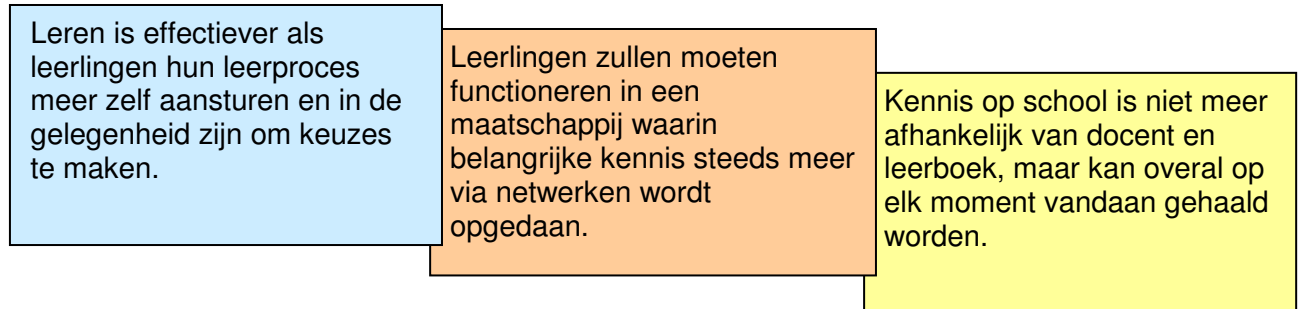 Leren is effectiever als
leerlingen hun leerproces
meer zelf aansturen en in de
gelegenheid zijn om keuzes
te maken.
Leerlingen zullen moeten
functioneren in een
maatschappij waarin
belangrijke kennis steeds meer
via netwerken wordt
opgedaan.
Kennis op school is niet meer
afhankelijk van docent en
leerboek, maar kan overal op
elk moment vandaan gehaald
worden.